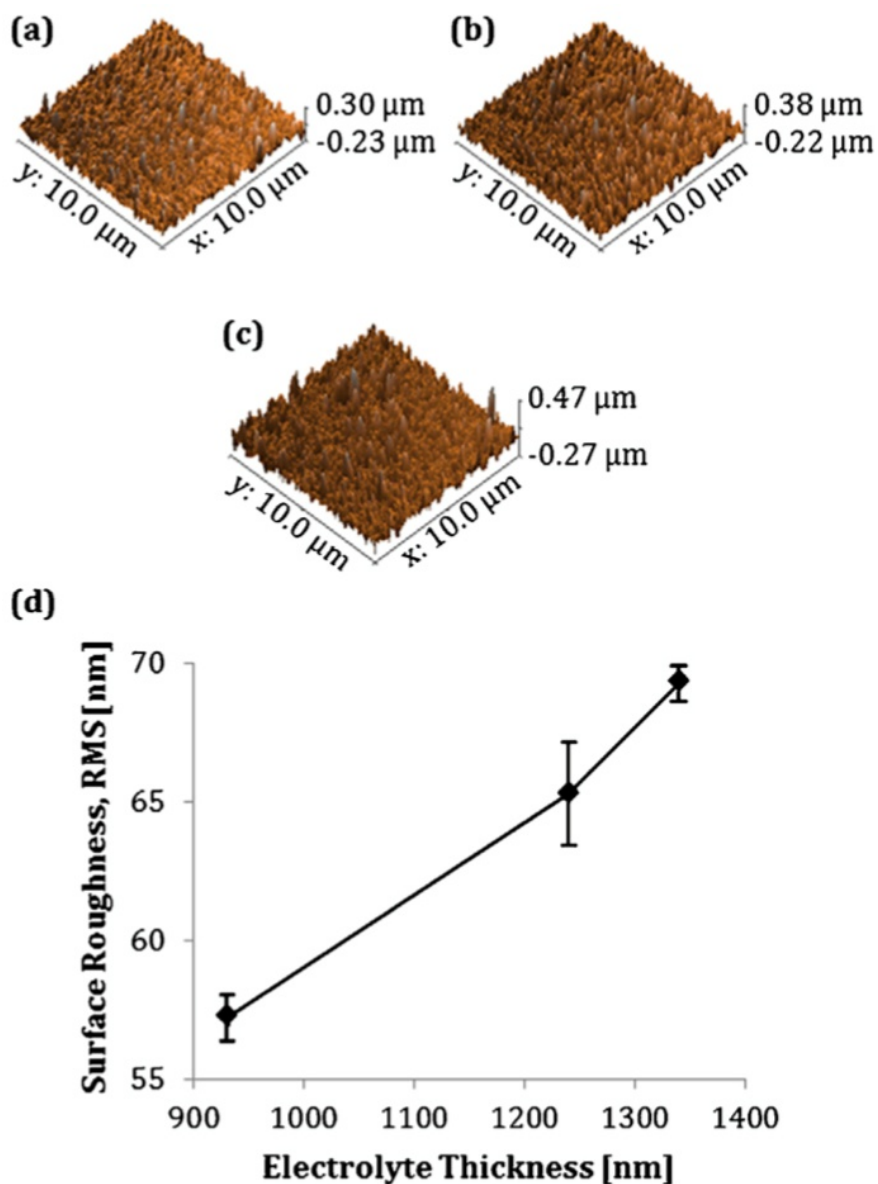 (a)
0.30 µm
-0.23 µm
y: 10.0 µm
x: 10.0 µm
(b)
0.38 µm
-0.22 µm
y: 10.0 µm
x: 10.0 µm
(c)
0.47 µm
-0.27 µm
y: 10.0 µm
x: 10.0 µm
(d)
Surface Roughness, RMS [nm]
70
65
60
55
900 1000 1100 1200 1300 1400
Electrolyte Thickness [nm]